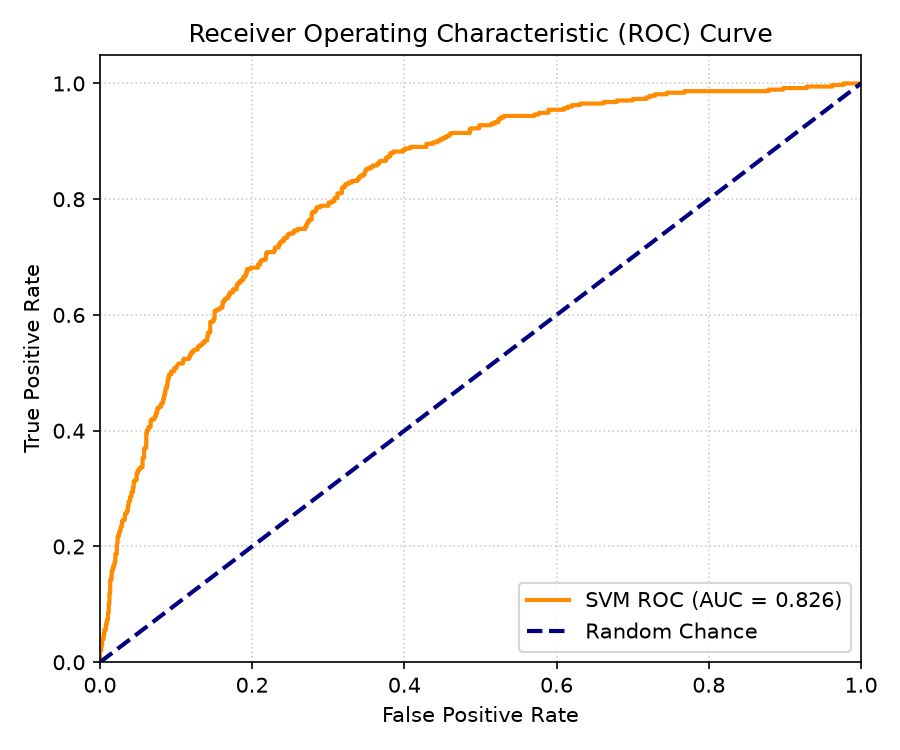 Receiver Operating Characteristic (ROC) Curve
True Positive Rate
1.0
0.8
0.6
0.4
0.2
0.0
0.0 0.2 0.4 0.6 0.8 1.0
False Positive Rate
SVM ROC (AUC = 0.826)
Random Chance